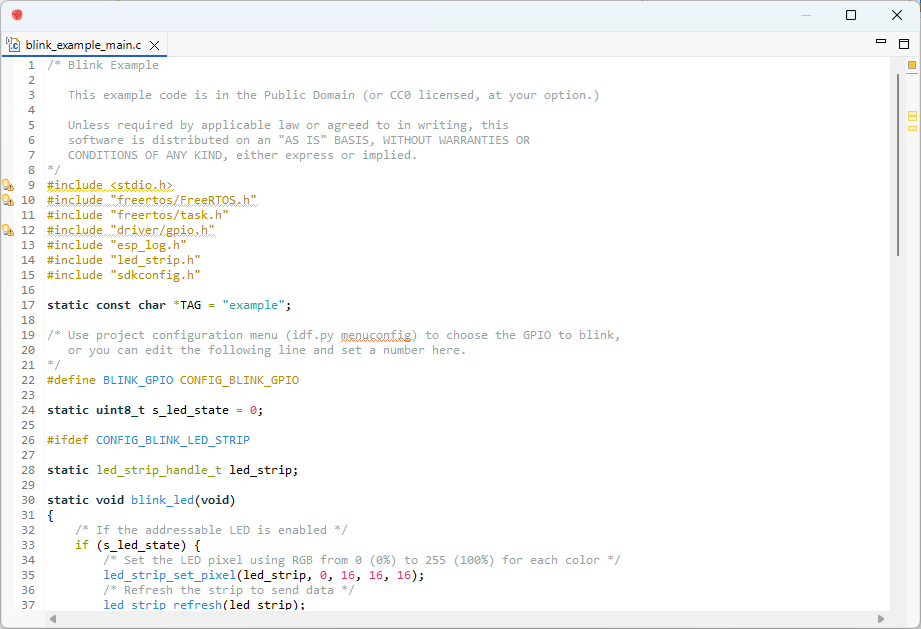 blink_example_main.c
1 /* Blink Example
2
3    This example code is in the Public Domain (or CC0 licensed, at your option.)
4
5    Unless required by applicable law or agreed to in writing, this
6    software is distributed on an "AS IS" BASIS, WITHOUT WARRANTIES OR
7    CONDITIONS OF ANY KIND, either express or implied.
8 */
9 #include <stdio.h>
10 #include "freertos/FreeRTOS.h"
11 #include "freertos/task.h"
12 #include "driver/gpio.h"
13 #include "esp_log.h"
14 #include "led_strip.h"
15 #include "sdkconfig.h"
16
17 static const char *TAG = "example";
18
19 /* Use project configuration menu (idf.py menuconfig) to choose the GPIO to blink,
20    or you can edit the following line and set a number here.
21 */
22 #define BLINK_GPIO CONFIG_BLINK_GPIO
23
24 static uint8_t s_led_state = 0;
25
26 #ifdef CONFIG_BLINK_LED_STRIP
27
28 static led_strip_handle_t led_strip;
29
30 static void blink_led(void)
31 {
32     /* If the addressable LED is enabled */
33     if (s_led_state) {
34         /* Set the LED pixel using RGB from 0 (0%) to 255 (100%) for each color */
35         led_strip_set_pixel(led_strip, 0, 16, 16, 16);
36         /* Refresh the strip to send data */
37         led_strip_refresh(led_strip);